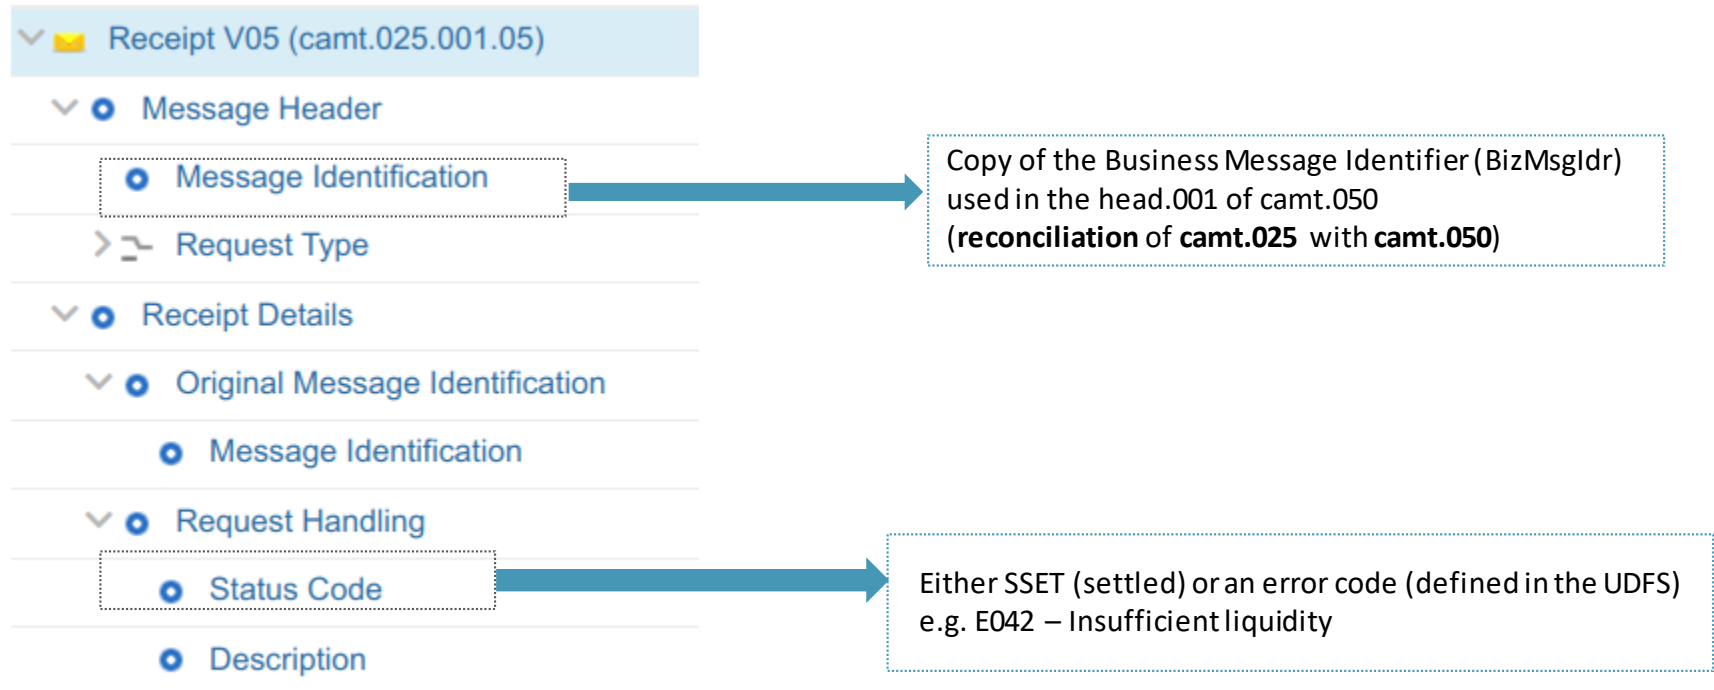 Receipt V05 (camt.025.001.05)
Message Header
Message Identification
Copy of the Business Message Identifier (BizMsgIdr)
used in the head.001 of camt.050
(reconciliation of camt.025 with camt.050)
Request Type
Receipt Details
Original Message Identification
Message Identification
Request Handling
Status Code
Either SSET (settled) or an error code (defined in the UDFS)
e.g. E042 – Insufficient liquidity
Description